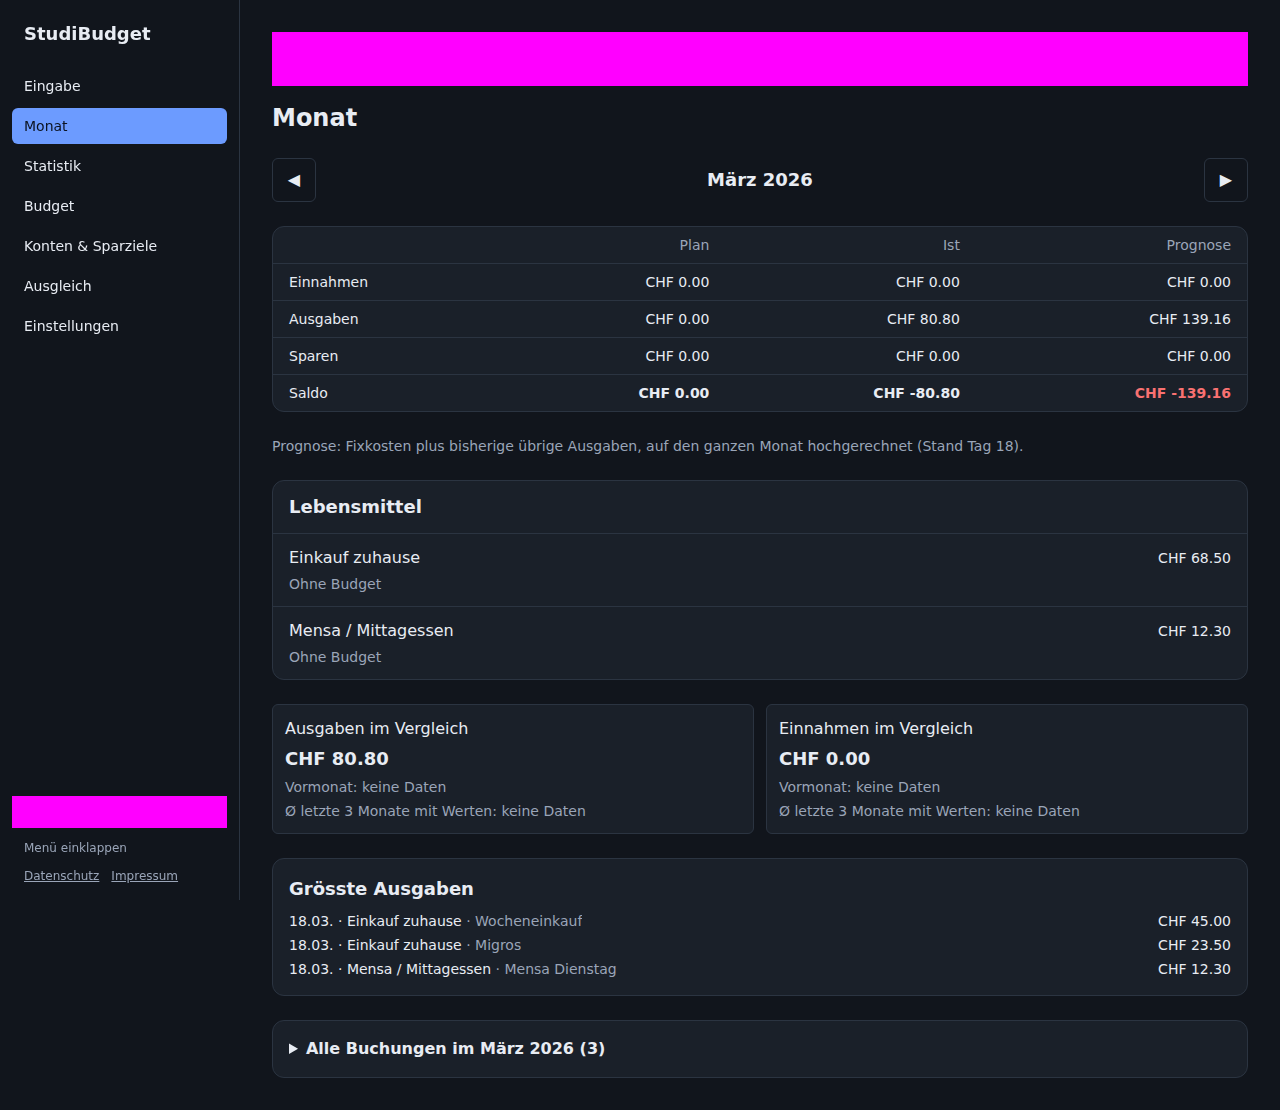 StudiBudget
Eingabe
Monat
Statistik
Budget
Konten & Sparziele
Ausgleich
Einstellungen
Menü einklappen
Datenschutz Impressum
Monat
◀ März 2026 ▶
Plan Ist Prognose
Einnahmen CHF 0.00 CHF 0.00 CHF 0.00
Ausgaben CHF 0.00 CHF 80.80 CHF 139.16
Sparen CHF 0.00 CHF 0.00 CHF 0.00
Saldo CHF 0.00 CHF -80.80 CHF -139.16
Prognose: Fixkosten plus bisherige übrige Ausgaben, auf den ganzen Monat hochgerechnet (Stand Tag 18).
Lebensmittel
Einkauf zuhause CHF 68.50
Ohne Budget
Mensa / Mittagessen CHF 12.30
Ohne Budget
Ausgaben im Vergleich
CHF 80.80
Vormonat: keine Daten
Ø letzte 3 Monate mit Werten: keine Daten
Einnahmen im Vergleich
CHF 0.00
Vormonat: keine Daten
Ø letzte 3 Monate mit Werten: keine Daten
Grösste Ausgaben
18.03. · Einkauf zuhause · Wocheneinkauf CHF 45.00
18.03. · Einkauf zuhause · Migros CHF 23.50
18.03. · Mensa / Mittagessen · Mensa Dienstag CHF 12.30
▶ Alle Buchungen im März 2026 (3)